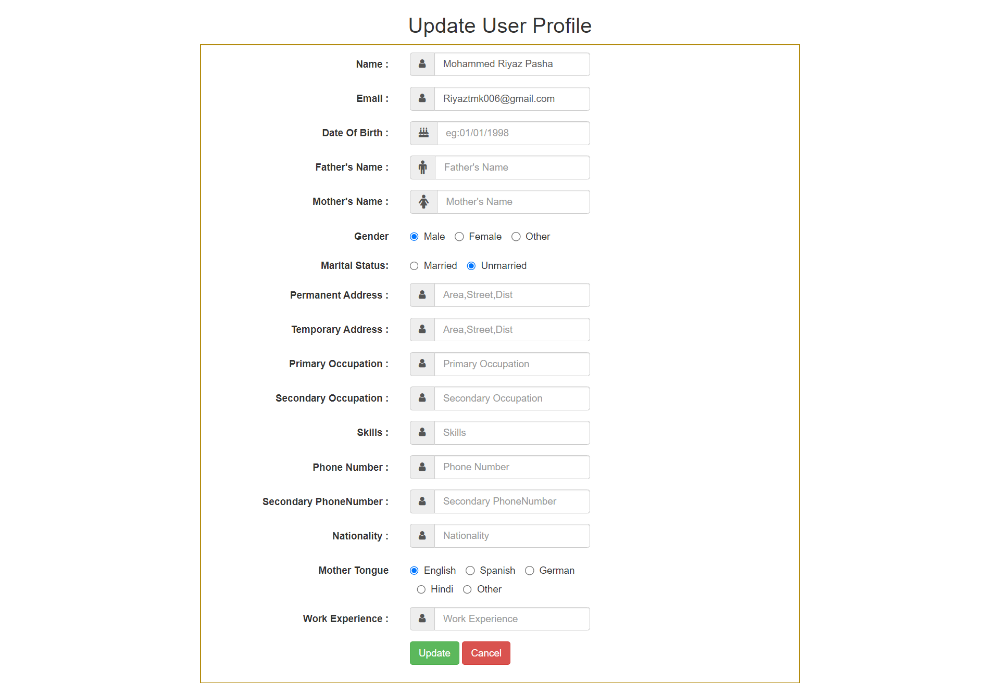 Update User Profile
Name : Mohammed Riyaz Pasha
Email : Riyaztmk006@gmail.com
Date Of Birth : eg:01/01/1998
Father's Name : Father's Name
Mother's Name : Mother's Name
Gender Male Female Other
Marital Status: Married Unmarried
Permanent Address : Area,Street,Dist
Temporary Address : Area,Street,Dist
Primary Occupation : Primary Occupation
Secondary Occupation : Secondary Occupation
Skills : Skills
Phone Number : Phone Number
Secondary PhoneNumber : Secondary PhoneNumber
Nationality : Nationality
Mother Tongue English Spanish German
Hindi Other
Work Experience : Work Experience
Update Cancel